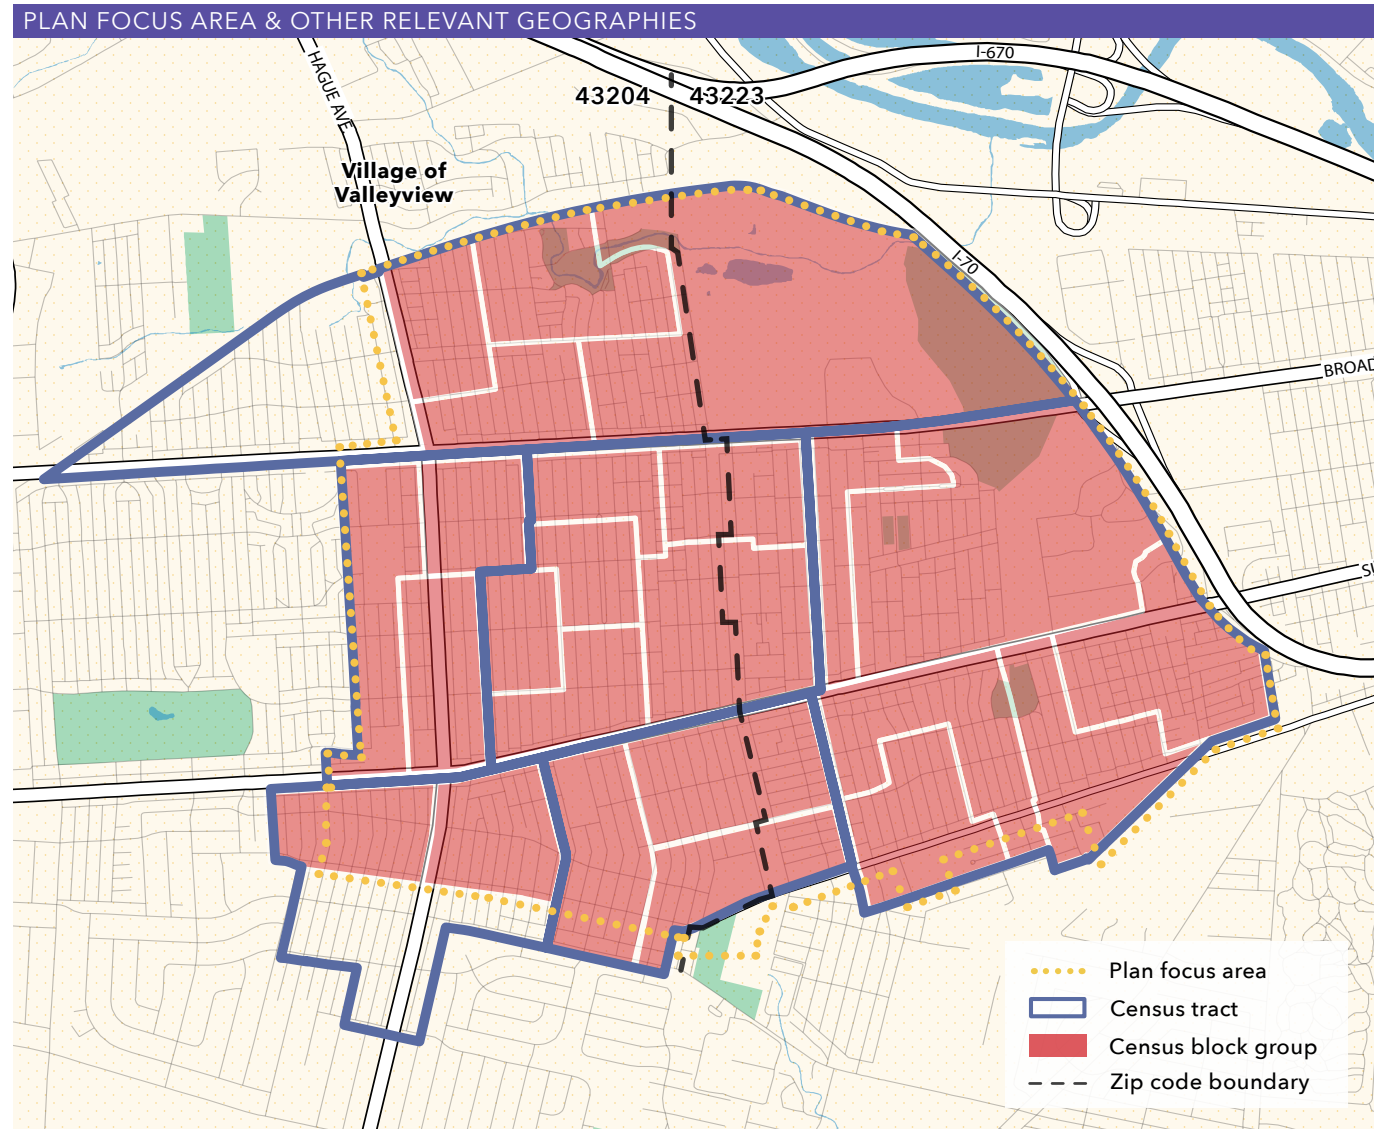 PLAN FOCUS AREA & OTHER RELEVANT GEOGRAPHIES
I-670
HAGUE AVE
43204
43223
Village of
Valleyview
I-70
BROAD
Plan focus area
Census tract
Census block group
Zip code boundary